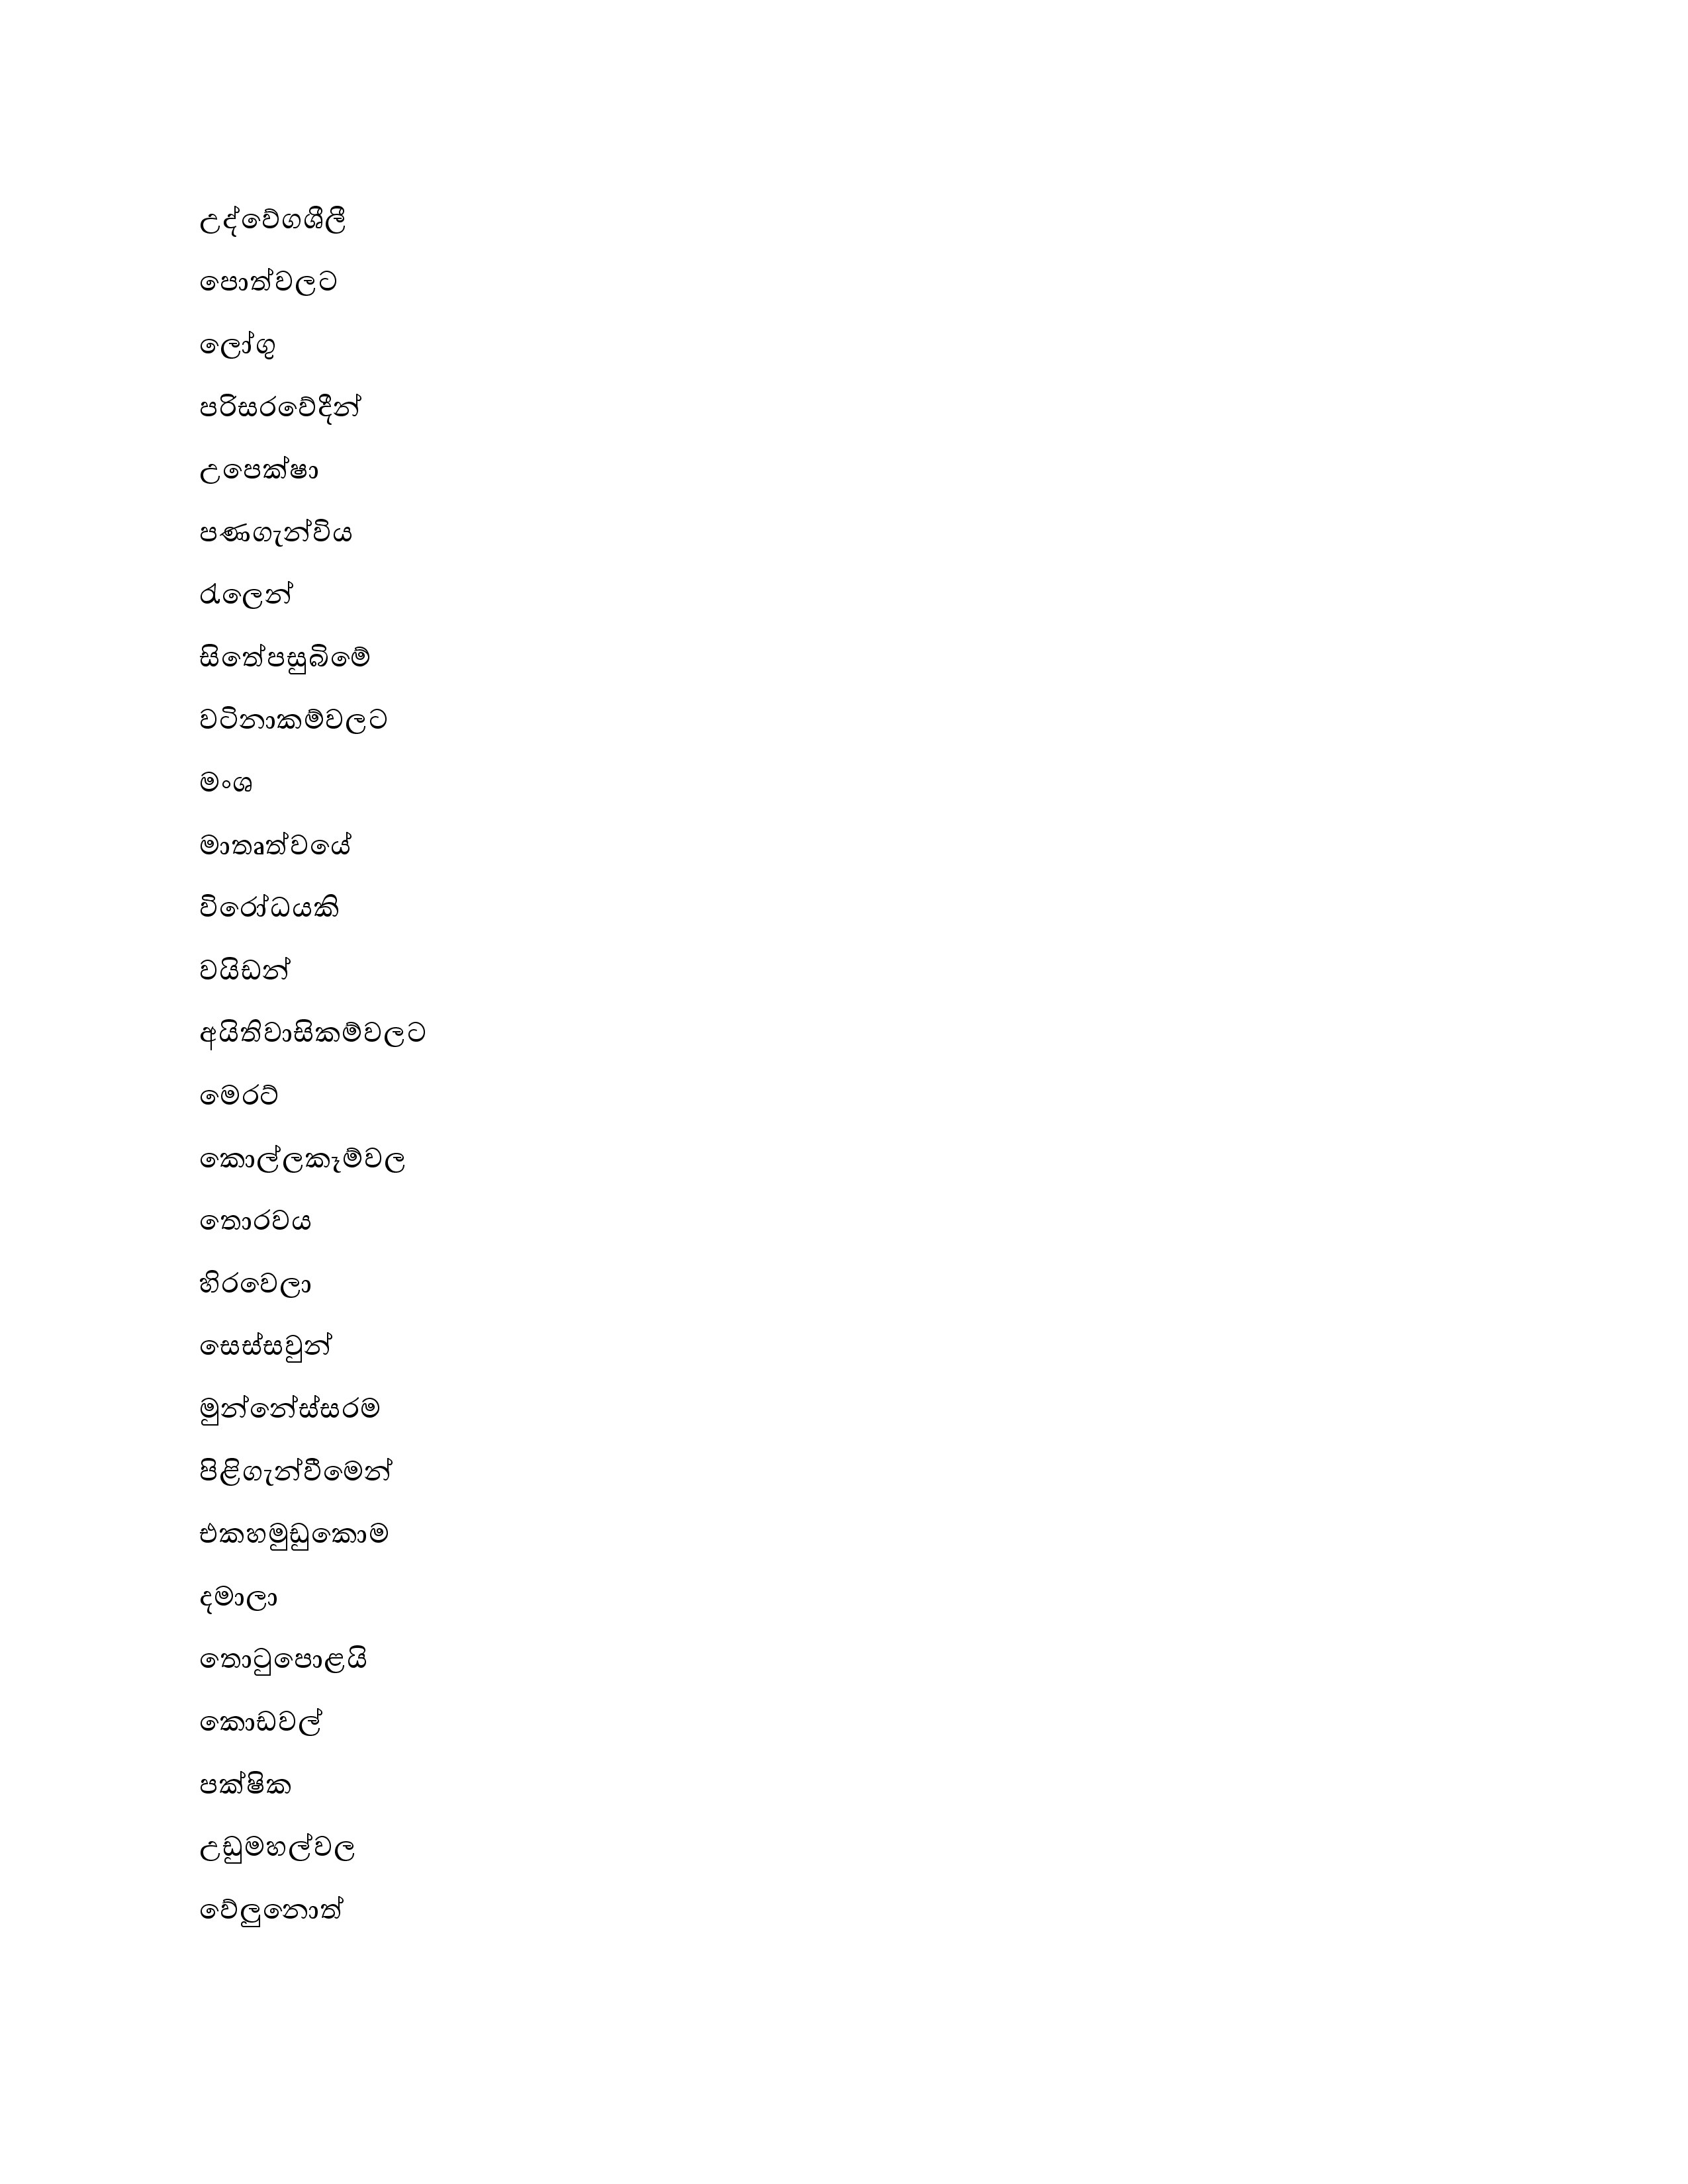 උද්වේගශීලී
පොත්වලට
ලෝගු
පරිසරවේදීන්
උපෙක්ෂා
පණගැන්විය
රැලෙන්
සිතේපසුබිමේ
වටිනාකම්වලට
මංශ
මාතෘත්වයේ
විරෝධයකි
වයිඩන්
අයිතිවාසිකම්වලට
මෙරට්
කොල්ලකෑම්වල
තොරවය
හිරවෙලා
සෙස්සවුන්
මුන්නේස්සරම
පිළිගැන්වීමෙන්
එකහමුඩුකොම
දමාලා
තොටුපොළයි
කොඩවල්
පක්ෂික
උඩුමහල්වල
වේලුනොත්